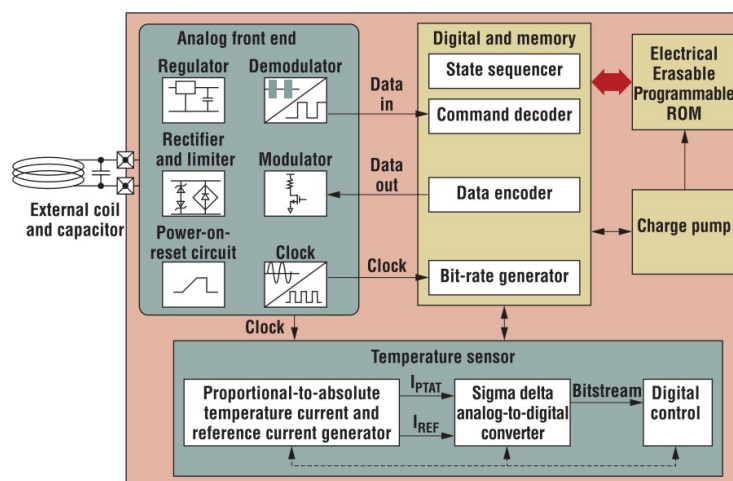 Analog front end
Regulator
Demodulator
Rectifier
and limiter
Modulator
Power-on-
reset circuit
Clock
External coil
and capacitor
Data
in
Data
out
Clock
Clock
Digital and memory
State sequencer
Command decoder
Data encoder
Bit-rate generator
Electrical
Erasable
Programmable
ROM
Charge pump
Temperature sensor
Proportional-to-absolute
temperature current and
reference current generator
I_PTAT
I_REF
Sigma delta
analog-to-digital
converter
Bitstream
Digital
control